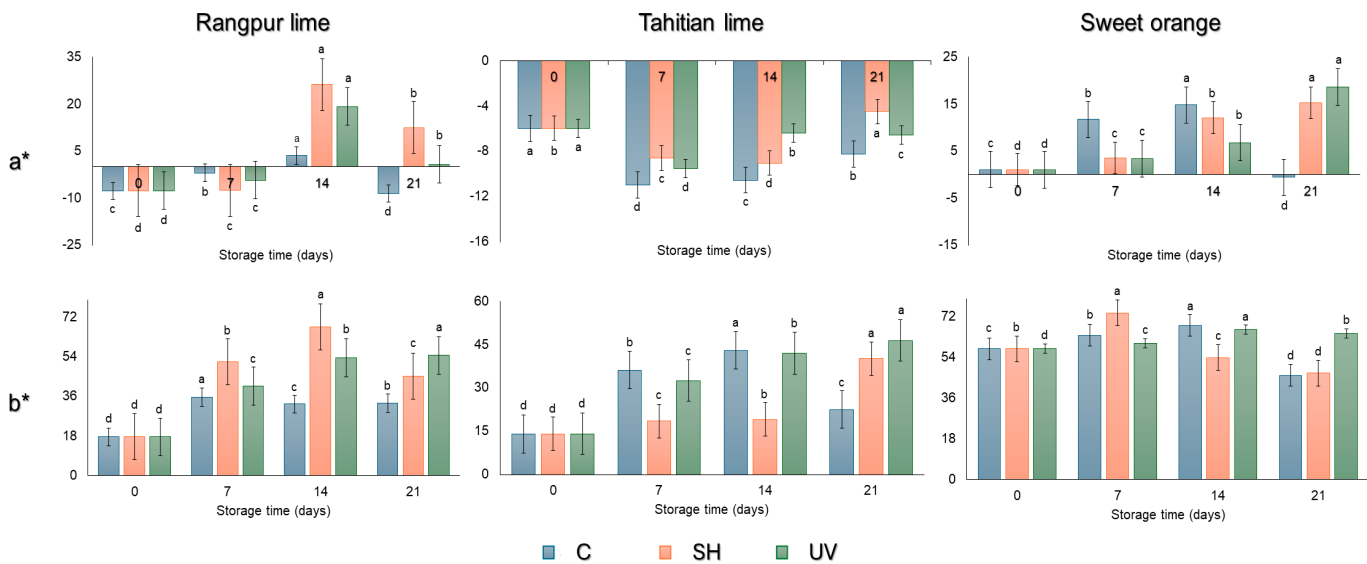 Rangpur lime Tahitian lime Sweet orange
a*
35
20
5
-10
-25
c d d
0
b c d
7
a a a
14
c b b
21
Storage time (days)
0
-4
-8
-12
-16
0 7 14 21
a b a
d c d
c d b
b a c
Storage time (days)
25
15
5
-5
-15
c d d
0
b c c
7
a b b
14
d a a
21
Storage time (days)
b*
72
54
36
18
0
d d d
a b c
c a b
b c a
0 7 14 21
Storage time (days)
60
45
30
15
0
d d d
b c c
a b b
c a a
0 7 14 21
Storage time (days)
72
54
36
18
0
c b d
b a c
a c a
d d b
0 7 14 21
Storage time (days)
C SH UV